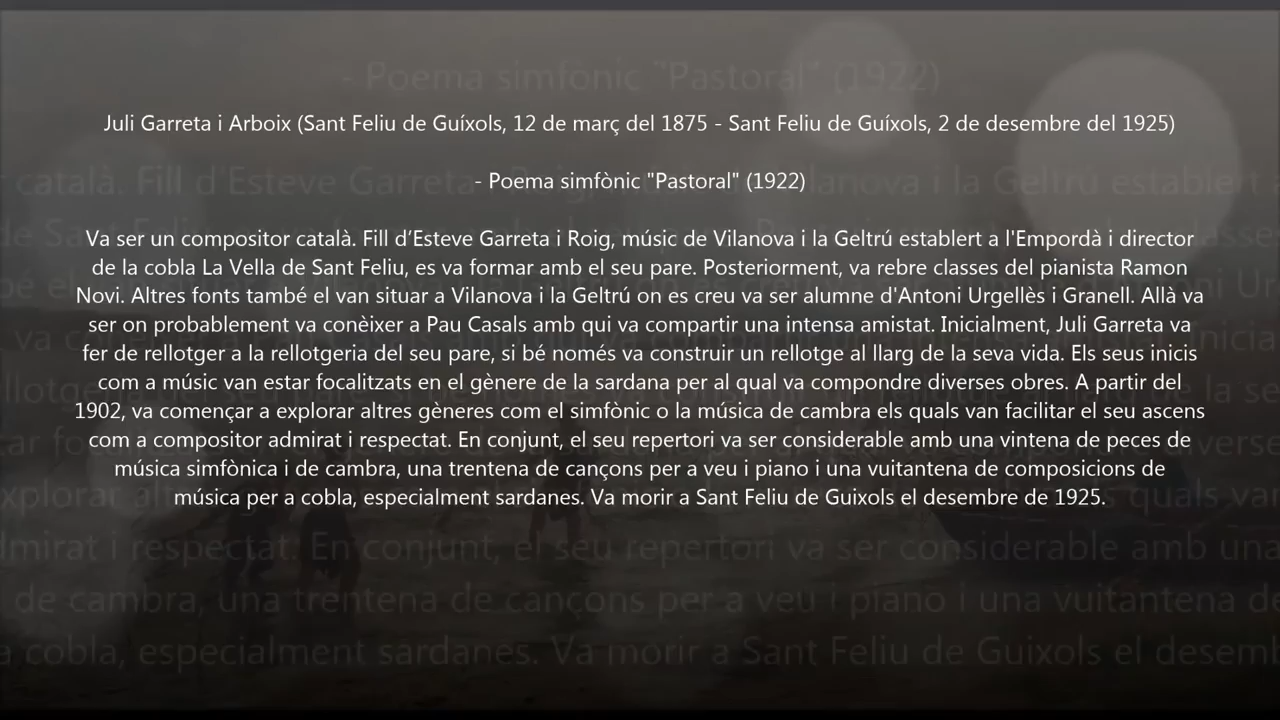 Juli Garreta i Arboix (Sant Feliu de Guíxols, 12 de març del 1875 - Sant Feliu de Guíxols, 2 de desembre del 1925)
- Poema simfònic "Pastoral" (1922)
Va ser un compositor català. Fill d’Esteve Garreta i Roig, músic de Vilanova i la Geltrú establert a l'Empordà i director
de la cobla La Vella de Sant Feliu, es va formar amb el seu pare. Posteriorment, va rebre classes del pianista Ramon
Novi. Altres fonts també el van situar a Vilanova i la Geltrú on es creu va ser alumne d'Antoni Urgellès i Granell. Allà va
ser on probablement va conèixer a Pau Casals amb qui va compartir una intensa amistat. Inicialment, Juli Garreta va
fer de rellotger a la rellotgeria del seu pare, si bé només va construir un rellotge al llarg de la seva vida. Els seus inicis
com a músic van estar focalitzats en el gènere de la sardana per al qual va compondre diverses obres. A partir del
1902, va començar a explorar altres gèneres com el simfònic o la música de cambra els quals van facilitar el seu ascens
com a compositor admirat i respectat. En conjunt, el seu repertori va ser considerable amb una vintena de peces de
música simfònica i de cambra, una trentena de cançons per a veu i piano i una vuitantena de composicions de
música per a cobla, especialment sardanes. Va morir a Sant Feliu de Guixols el desembre de 1925.